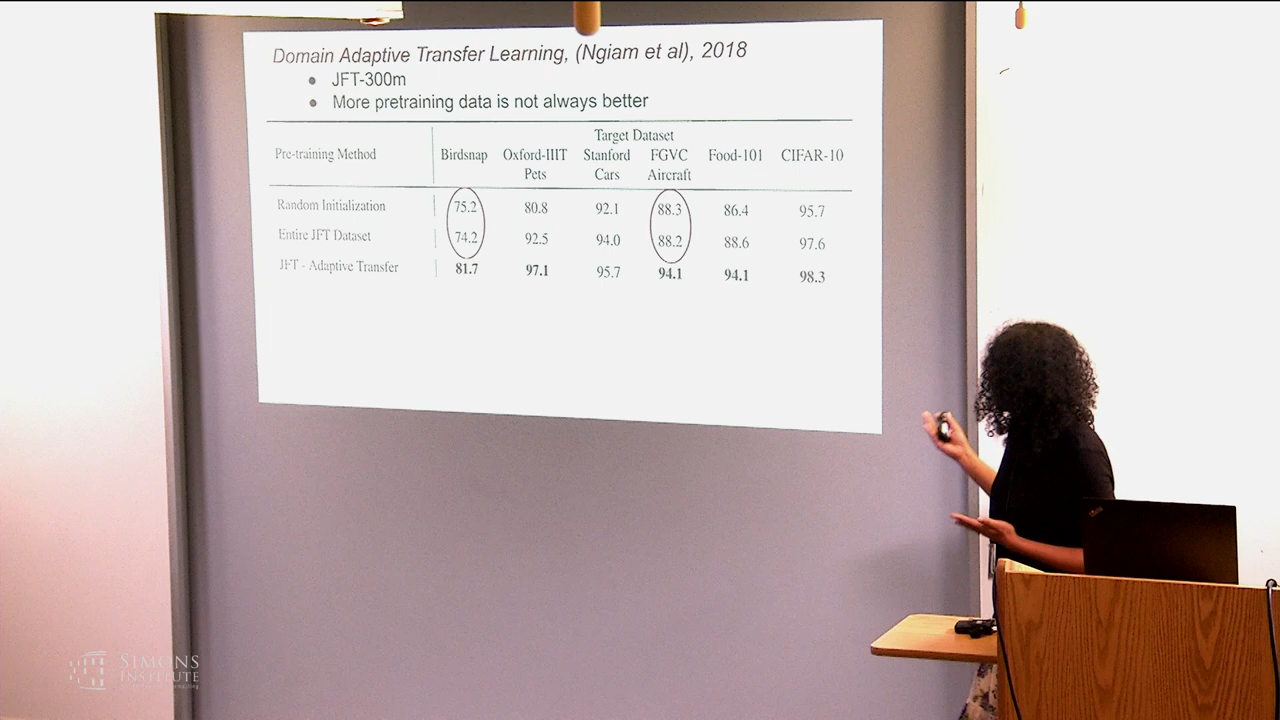 Domain Adaptive Transfer Learning, (Ngiam et al), 2018
● JFT-300m
● More pretraining data is not always better
Target Dataset
Pre-training Method Birdsnap Oxford-IIIT Pets Stanford Cars FGVC Aircraft Food-101 CIFAR-10
Random Initialization 75.2 80.8 92.1 88.3 86.4 95.7
Entire JFT Dataset 74.2 92.5 94.0 88.2 88.6 97.6
JFT - Adaptive Transfer 81.7 97.1 95.7 94.1 94.1 98.3
SIMONS
INSTITUTE